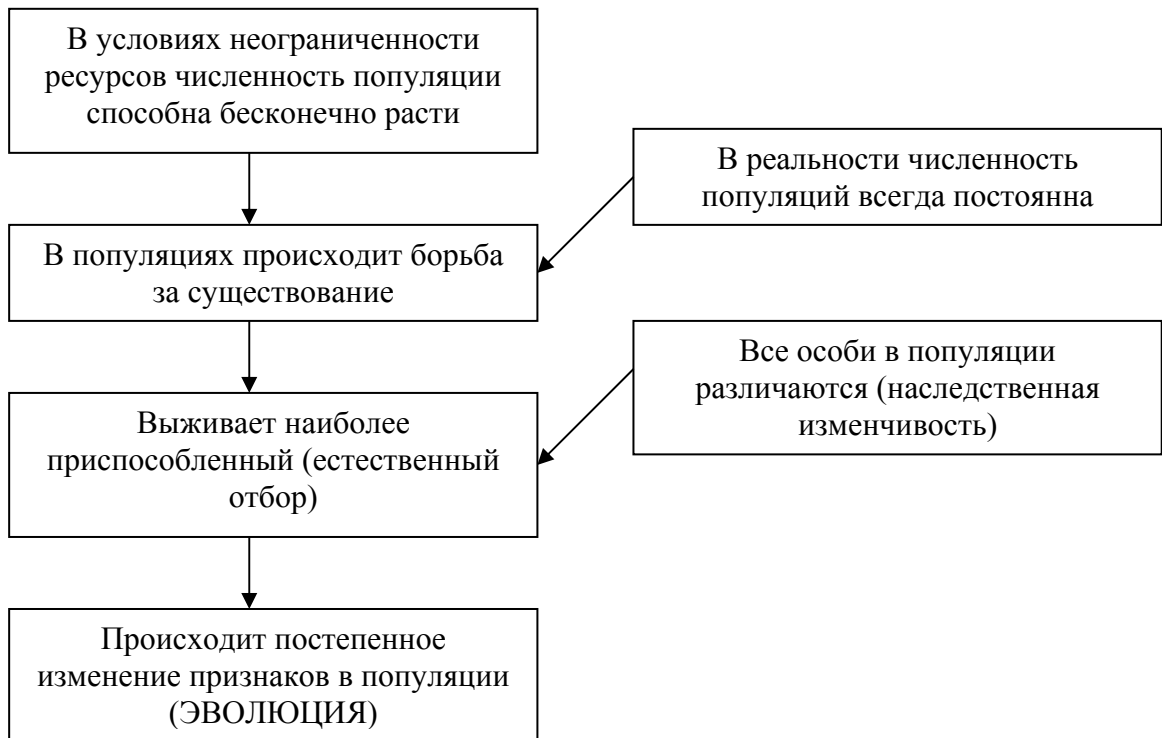 В условиях неограниченности
ресурсов численность популяции
способна бесконечно расти
В реальности численность
популяций всегда постоянна
В популяциях происходит борьба
за существование
Все особи в популяции
различаются (наследственная
изменчивость)
Выживает наиболее
приспособленный (естественный
отбор)
Происходит постепенное
изменение признаков в популяции
(ЭВОЛЮЦИЯ)